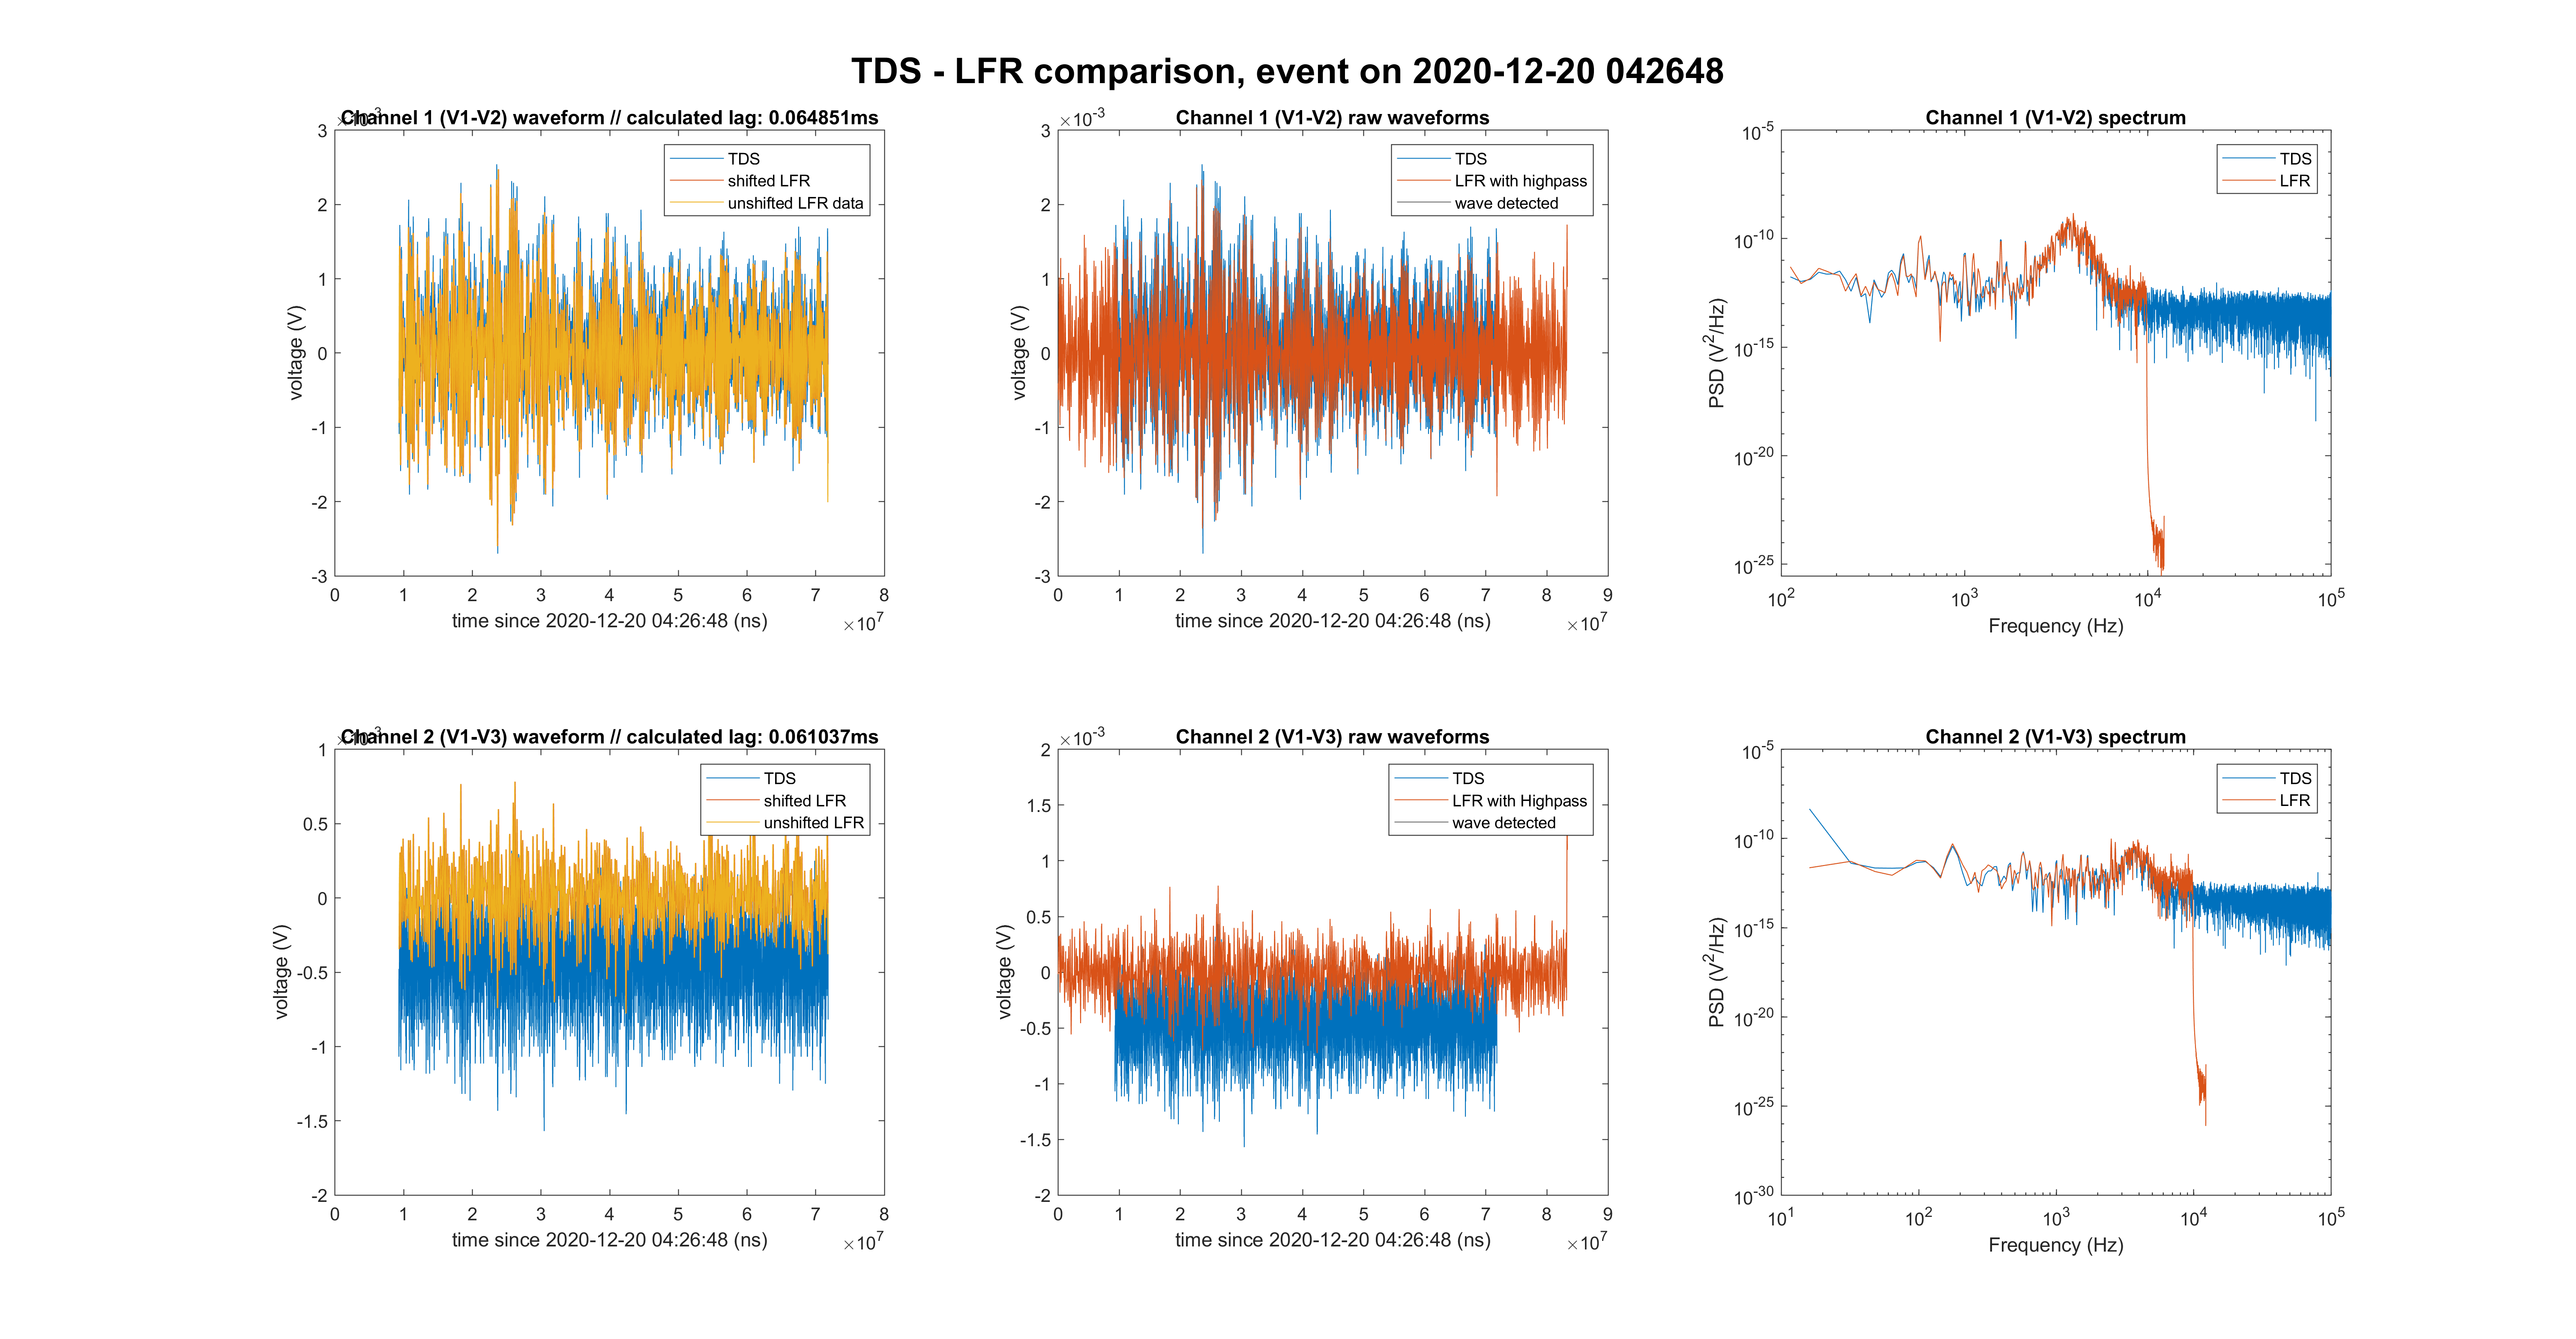 TDS - LFR comparison, event on 2020-12-20 042648
Channel 1 (V1-V2) waveform // calculated lag: 0.064851ms
3
2
1
0
-1
-2
-3
voltage (V)
TDS
shifted LFR
unshifted LFR data
0 1 2 3 4 5 6 7 8
time since 2020-12-20 04:26:48 (ns)
×10^7
Channel 1 (V1-V2) raw waveforms
×10^-3
3
2
1
0
-1
-2
-3
voltage (V)
TDS
LFR with highpass
wave detected
0 1 2 3 4 5 6 7 8 9
time since 2020-12-20 04:26:48 (ns)
×10^7
Channel 1 (V1-V2) spectrum
10^-5
10^-10
10^-15
10^-20
10^-25
PSD (V^2/Hz)
TDS
LFR
10^2 10^3 10^4 10^5
Frequency (Hz)
Channel 2 (V1-V3) waveform // calculated lag: 0.061037ms
1
0.5
0
-0.5
-1
-1.5
-2
voltage (V)
TDS
shifted LFR
unshifted LFR
0 1 2 3 4 5 6 7 8
time since 2020-12-20 04:26:48 (ns)
×10^7
Channel 2 (V1-V3) raw waveforms
×10^-3
2
1.5
1
0.5
0
-0.5
-1
-1.5
-2
voltage (V)
TDS
LFR with Highpass
wave detected
0 1 2 3 4 5 6 7 8 9
time since 2020-12-20 04:26:48 (ns)
×10^7
Channel 2 (V1-V3) spectrum
10^-5
10^-10
10^-15
10^-20
10^-25
10^-30
PSD (V^2/Hz)
TDS
LFR
10^1 10^2 10^3 10^4 10^5
Frequency (Hz)